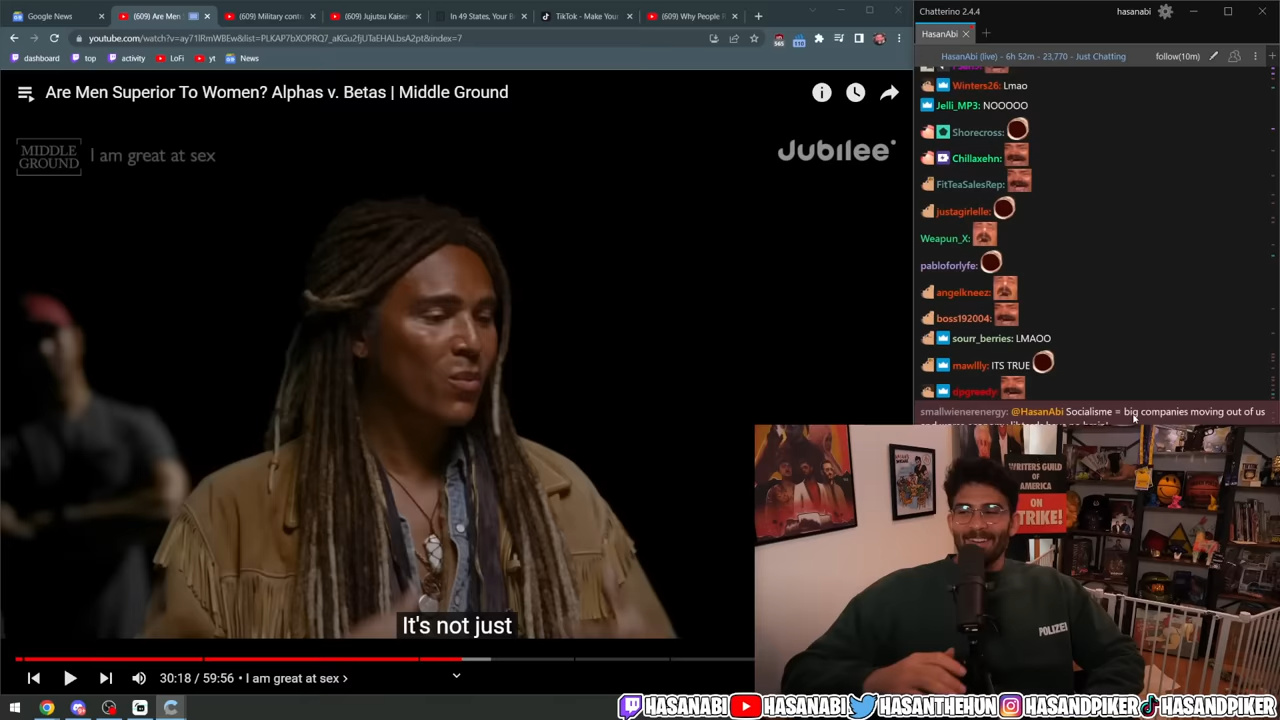 Google News
(609) Are Men
(609) Military contr
(609) Jujutsu Kaise
In 49 States, Your B
TikTok - Make Your
(609) Why People R
youtube.com/watch?v=ay71lRmWBEw&list=PLKAP7bXOPRQ7_aKGu2fjUTaEHALbsA2pt&index=7
dashboard
top
activity
LoFi
yt
News
Are Men Superior To Women? Alphas v. Betas | Middle Ground
MIDDLE
GROUND
I am great at sex
Jubilee
It's not just
30:18 / 59:56 • I am great at sex >
Chatterino 2.4.4
hasanabi
HasanAbi
HasanAbi (live) - 6h 52m - 23,770 - Just Chatting
follow(10m)
Winters26: Lmao
Jelli_MP3: NOOOOO
Shorecross:
Chillaxehn:
FitTeaSalesRep:
justagirlelle:
Weapun_X:
pabloforlyfe:
angelkneez:
boss192004:
sourr_berries: LMAOO
mawllly: ITS TRUE
dpgready:
smallwienerenergy: @HasanAbi Socialisme = big companies moving out of us
WRITERS GUILD
OF
AMERICA
ON
STRIKE!
POLIZEI
HASANABI
HASANABI
HASANTHEHUN
HASANDPIKER
HASANDPIKER